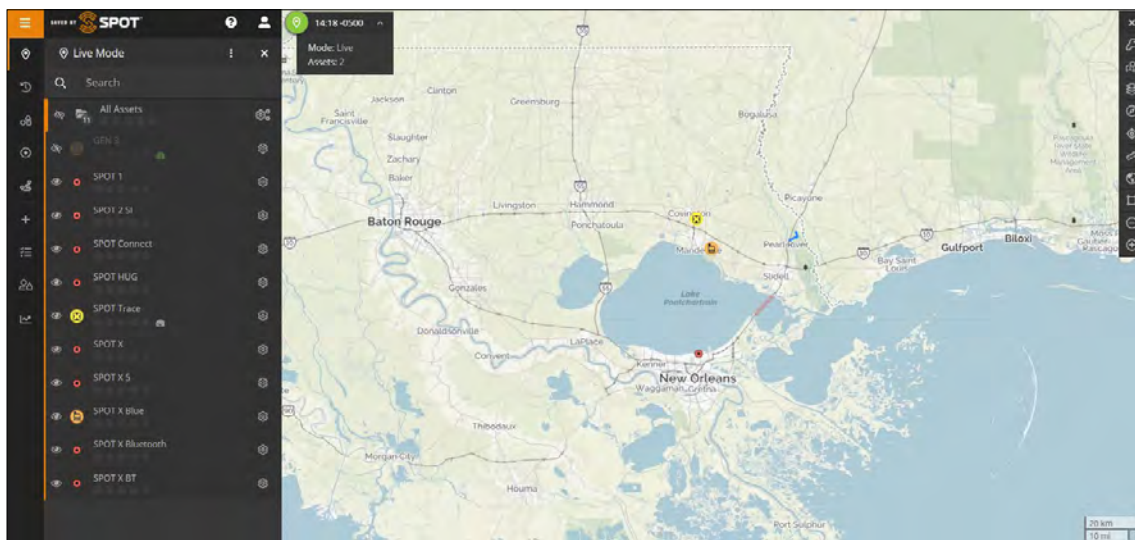 SAVED BY SPOT
14:18 -0500
Mode: Live
Assets: 2
Live Mode
Search
All Assets
11
GEN 3
SPOT 1
SPOT 2 SI
SPOT Connect
SPOT HUG
SPOT Trace
SPOT X
SPOT X 5
SPOT X Blue
SPOT X Bluetooth
SPOT X BT
Clinton
Jackson
Greensburg
Saint
Francisville
Bogalusa
Slaughter
Zachary
Baker
Picayune
Livingston
Hammond
Covington
Baton Rouge
Ponchatoula
Pearl River
Mandeville
Gulfport
Biloxi
Bay Saint
Louis
Slidell
Gonzales
Lake
Pontchartrain
Donaldsonville
LaPlace
Convent
Kenner
New Orleans
Waggaman
Gretna
Thibodaux
Morgan City
Houma
Port Sulphur
20 km
10 mi